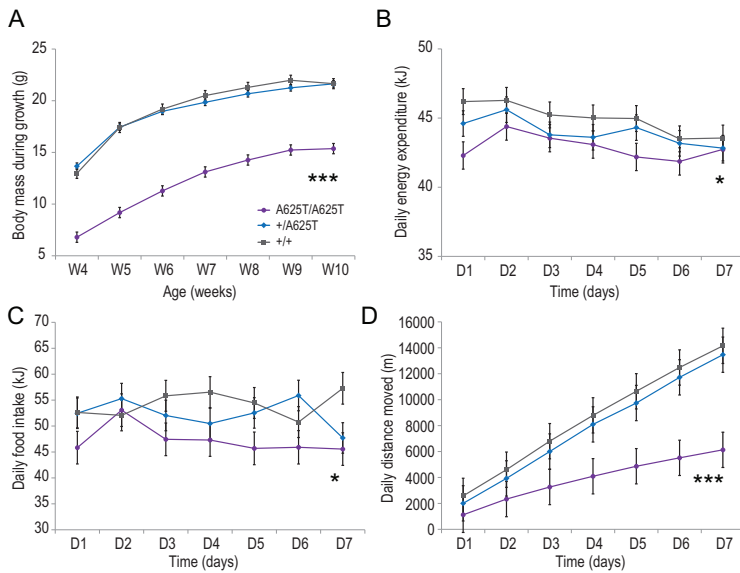 A
Body mass during growth (g)
25
20
15
10
5
***
A625T/A625T
+/A625T
+/+
W4 W5 W6 W7 W8 W9 W10
Age (weeks)
B
Daily energy expenditure (kJ)
50
45
40
35
*
D1 D2 D3 D4 D5 D6 D7
Time (days)
C
Daily food intake (kJ)
70
65
60
55
50
45
40
35
30
*
D1 D2 D3 D4 D5 D6 D7
Time (days)
D
Daily distance moved (m)
16000
14000
12000
10000
8000
6000
4000
2000
0
***
D1 D2 D3 D4 D5 D6 D7
Time (days)